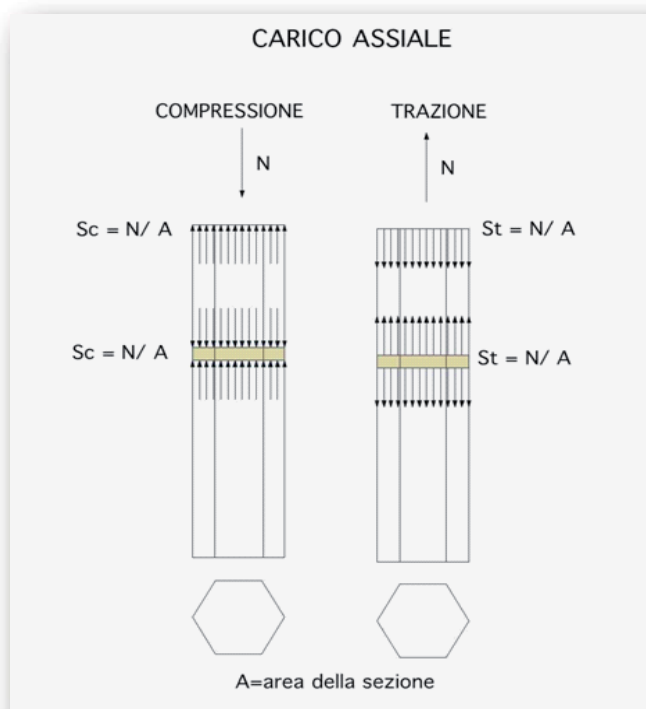 CARICO ASSIALE
COMPRESSIONE
TRAZIONE
N
N
Sc = N/ A
St = N/ A
Sc = N/ A
St = N/ A
A=area della sezione